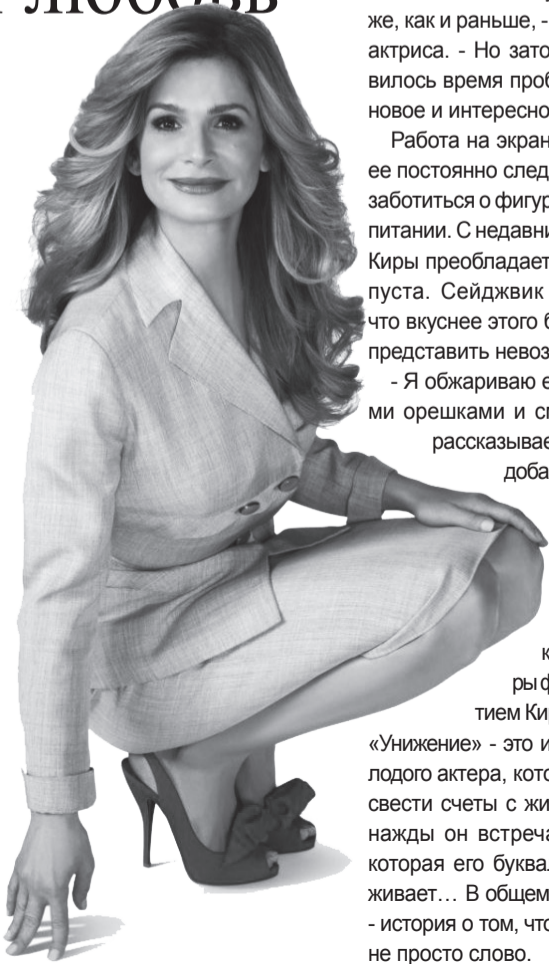 любовь
же, как и раньше, -
актриса. - Но зато
вилось время проб
новое и интересно
Работа на экран
ее постоянно след
заботиться о фигур
питании. С недавни
Киры преобладает
пуста. Сейджвик
что вкуснее этого б
представить невоз
- Я обжариваю е
ми орешками и сп
рассказывае
доба
к
ры ф
тием Ки
«Унижение» - это и
лодого актера, кото
свести счеты с жи
нажды он встреча
которая его буква
живает... В общем
- история о том, что
не просто слово.